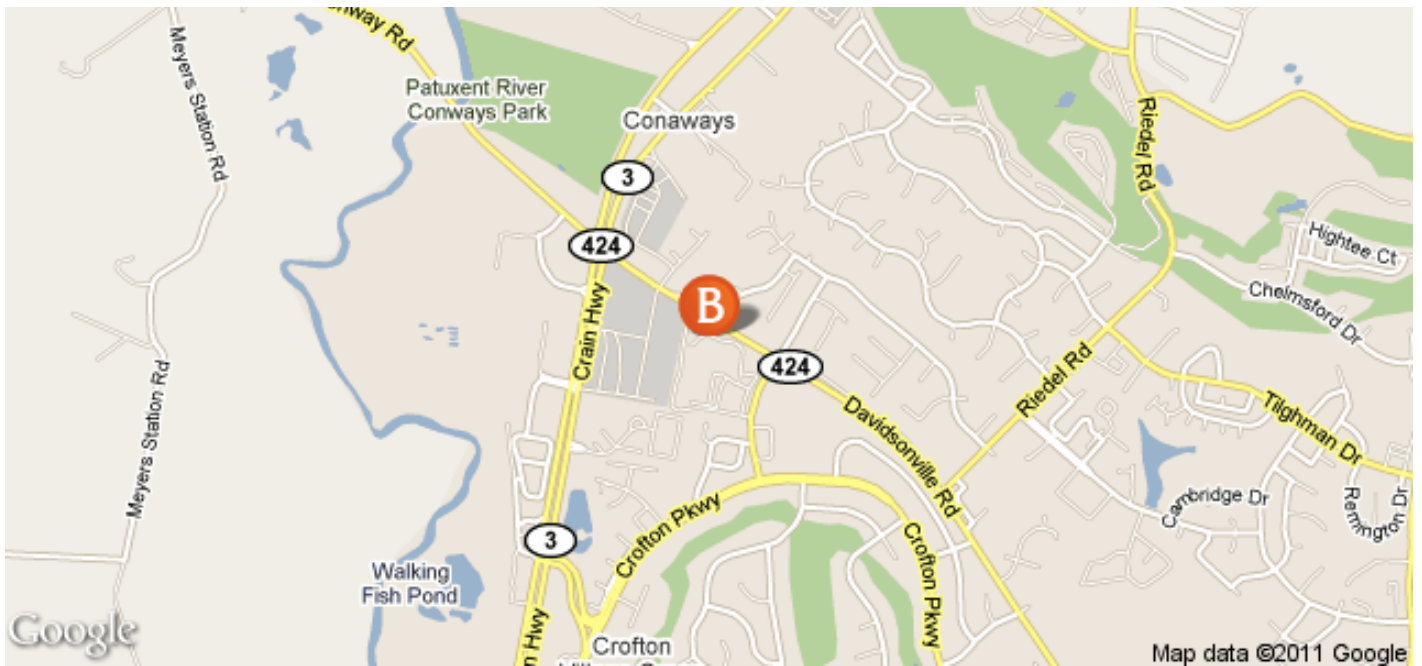 nway Rd
Meyers Station Rd
Patuxent River
Conways Park
Conaways
3
Riedel Rd
424
Hightee Ct
Chelmsford Dr
B
Crain Hwy
424
Riedel Rd
Meyers Station Rd
Davidsonville Rd
Tilghman Dr
Cambridge Dr
Remington Dr
Crofton Pkwy
3
Crofton Pkwy
Walking
Fish Pond
Google
n Hwy
Crofton
Map data ©2011 Google